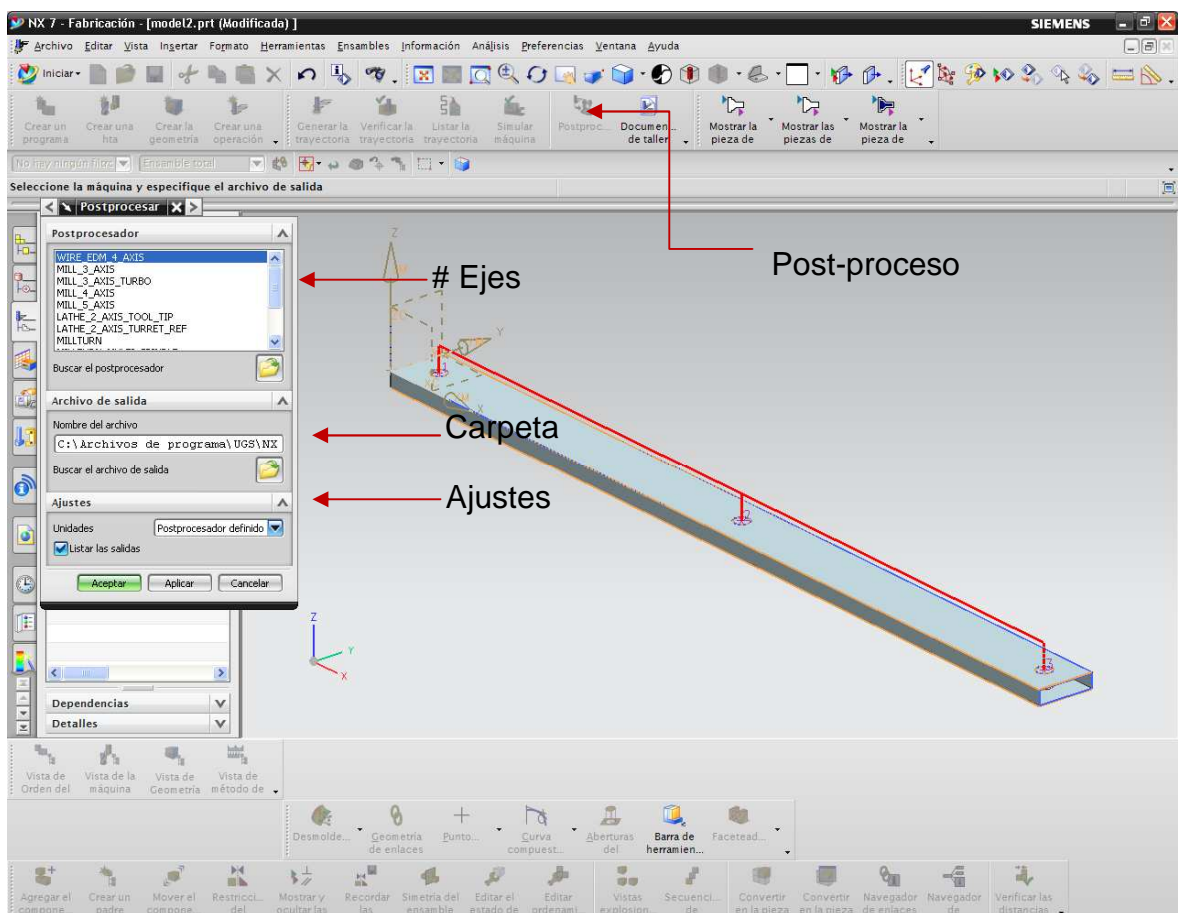 NX 7 - Fabricación - [model2.prt (Modificada) ]
SIEMENS
Archivo Editar Vista Insertar Formato Herramientas Ensambles Información Análisis Preferencias Ventana Ayuda
Iniciar
Crear un programa
Crear una hta
Crear la geometría
Crear una operación
Generar la trayectoria
Verificar la trayectoria
Listar la trayectoria
Simular máquina
Postproc...
Documen... de taller
Mostrar la pieza de
Mostrar las piezas de
Mostrar la pieza de
No hay ningún filtro
Ensamble total
Seleccione la máquina y especifique el archivo de salida
Postprocesar
Postprocesador
WIRE_EDM_4_AXIS
MILL_3_AXIS
MILL_3_AXIS_TURBO
MILL_4_AXIS
MILL_5_AXIS
LATHE_2_AXIS_TOOL_TIP
LATHE_2_AXIS_TURRET_REF
MILLTURN
Buscar el postprocesador
Archivo de salida
Nombre del archivo
C:\Archivos de programa\UGS\NX
Buscar el archivo de salida
Ajustes
Unidades
Postprocesador definido
Listar las salidas
Aceptar
Aplicar
Cancelar
Dependencias
Detalles
Post-proceso
# Ejes
Carpeta
Ajustes
Z
Y
X
Z
Y
X
Vista de Orden del
Vista de la máquina
Vista de Geometría
Vista de método de
Desmolde...
Geometría de enlaces
Punto...
Curva compuest...
Aberturas del
Barra de herramien...
Facetead...
Agregar el compone...
Crear un padre
Mover el compone...
Restricci... del
Mostrar y ocultar las
Recordar las
Simetría del ensamble
Editar el estado de
Editar ordenami...
Vistas explosion...
Secuenci... de
Convertir en la pieza
Convertir en la pieza
Navegador de enlaces
Navegador de
Verificar las distancias